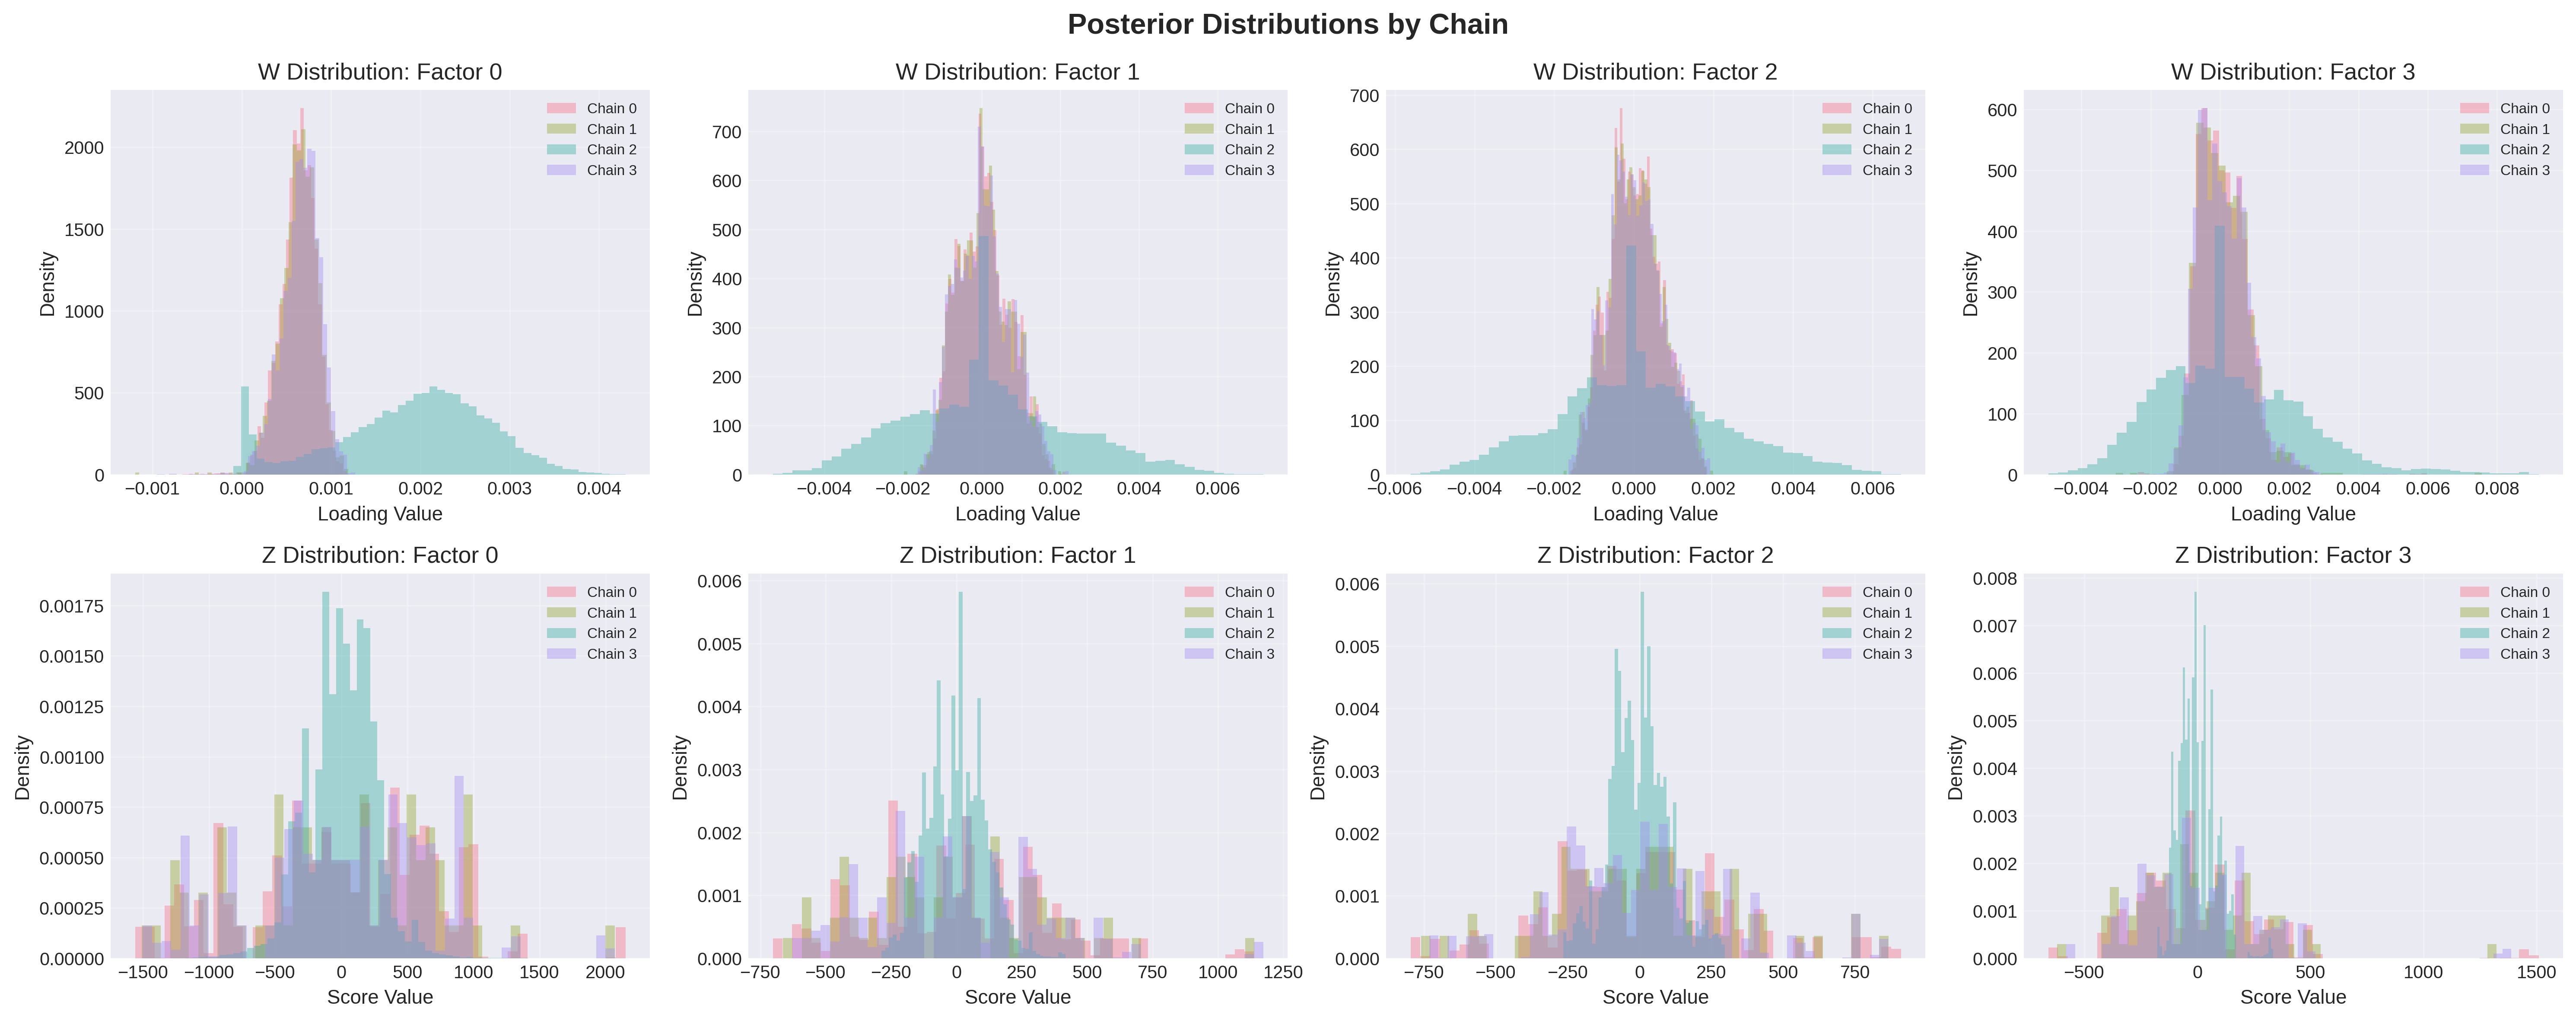 Posterior Distributions by Chain
W Distribution: Factor 0
Density
2000
1500
1000
500
0
−0.001 0.000 0.001 0.002 0.003 0.004
Loading Value
Chain 0
Chain 1
Chain 2
Chain 3
W Distribution: Factor 1
Density
700
600
500
400
300
200
100
0
−0.004 −0.002 0.000 0.002 0.004 0.006
Loading Value
Chain 0
Chain 1
Chain 2
Chain 3
W Distribution: Factor 2
Density
700
600
500
400
300
200
100
0
−0.006 −0.004 −0.002 0.000 0.002 0.004 0.006
Loading Value
Chain 0
Chain 1
Chain 2
Chain 3
W Distribution: Factor 3
Density
600
500
400
300
200
100
0
−0.004 −0.002 0.000 0.002 0.004 0.006 0.008
Loading Value
Chain 0
Chain 1
Chain 2
Chain 3
Z Distribution: Factor 0
Density
0.00175
0.00150
0.00125
0.00100
0.00075
0.00050
0.00025
0.00000
−1500 −1000 −500 0 500 1000 1500 2000
Score Value
Chain 0
Chain 1
Chain 2
Chain 3
Z Distribution: Factor 1
Density
0.006
0.005
0.004
0.003
0.002
0.001
0.000
−750 −500 −250 0 250 500 750 1000 1250
Score Value
Chain 0
Chain 1
Chain 2
Chain 3
Z Distribution: Factor 2
Density
0.006
0.005
0.004
0.003
0.002
0.001
0.000
−750 −500 −250 0 250 500 750
Score Value
Chain 0
Chain 1
Chain 2
Chain 3
Z Distribution: Factor 3
Density
0.008
0.007
0.006
0.005
0.004
0.003
0.002
0.001
0.000
−500 0 500 1000 1500
Score Value
Chain 0
Chain 1
Chain 2
Chain 3